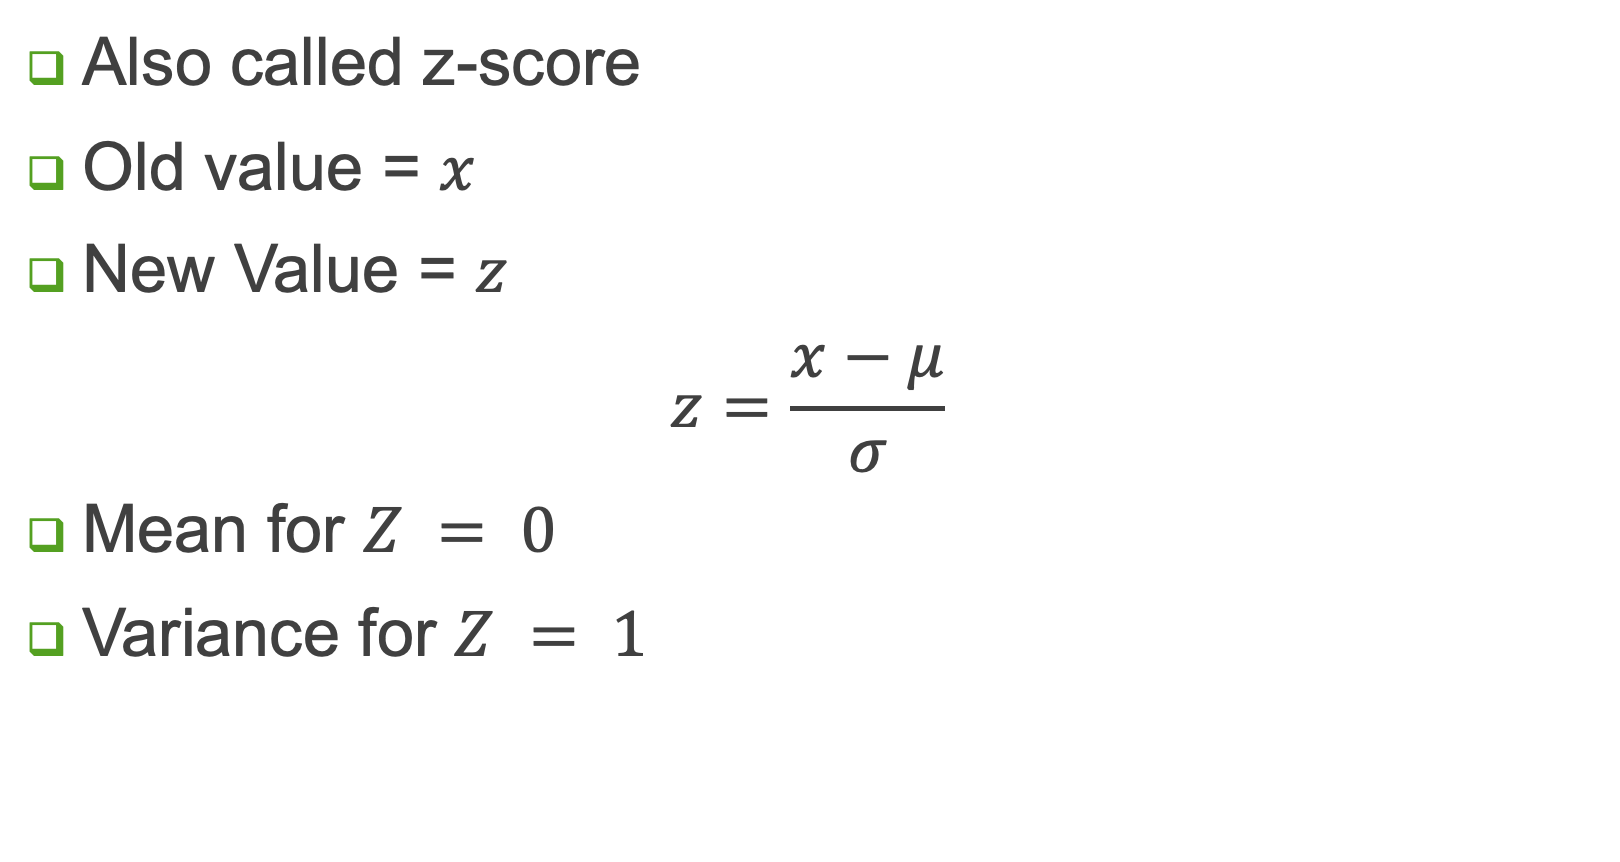 ❑ Also called z-score
❑ Old value = 𝑥
❑ New Value = 𝑧
𝑧 = (𝑥 − 𝜇) / 𝜎
❑ Mean for 𝑍 = 0
❑ Variance for 𝑍 = 1